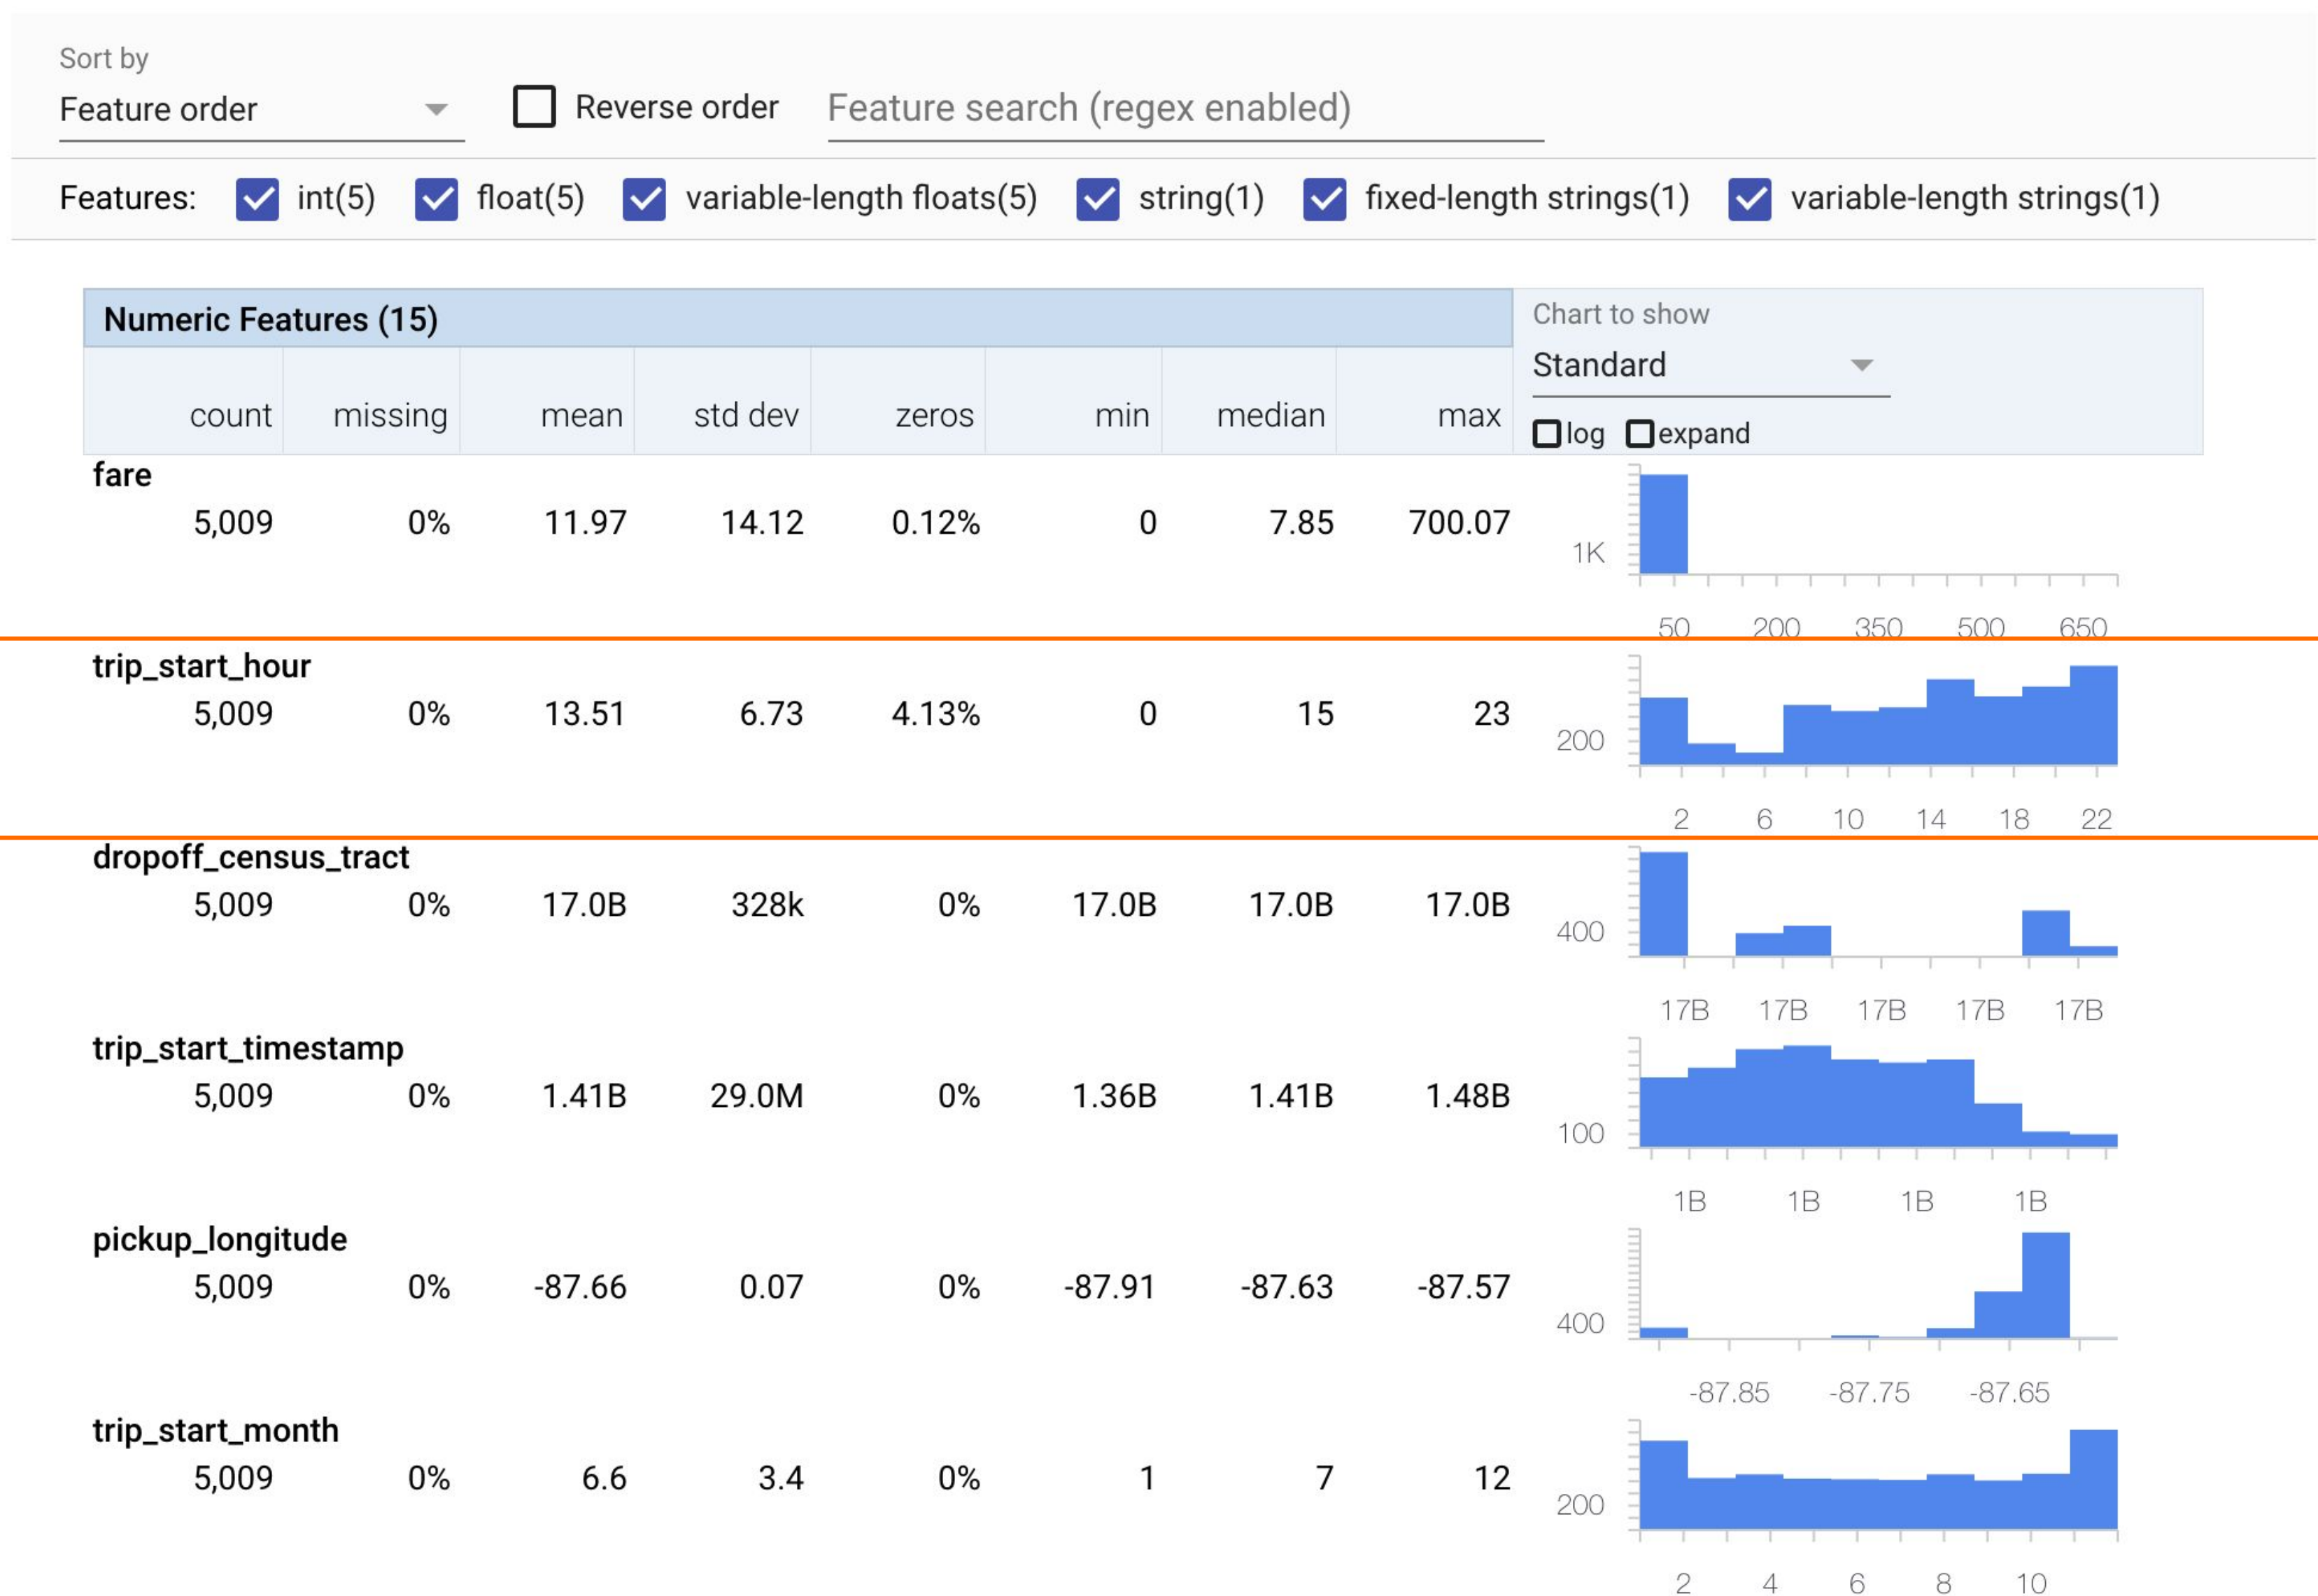 Sort by
Feature order Reverse order Feature search (regex enabled)
Features: int(5) float(5) variable-length floats(5) string(1) fixed-length strings(1) variable-length strings(1)
Numeric Features (15) Chart to show
Standard
count missing mean std dev zeros min median max
log expand
fare
5,009 0% 11.97 14.12 0.12% 0 7.85 700.07
1K
50 200 350 500 650
trip_start_hour
5,009 0% 13.51 6.73 4.13% 0 15 23
200
2 6 10 14 18 22
dropoff_census_tract
5,009 0% 17.0B 328k 0% 17.0B 17.0B 17.0B
400
17B 17B 17B 17B 17B
trip_start_timestamp
5,009 0% 1.41B 29.0M 0% 1.36B 1.41B 1.48B
100
1B 1B 1B 1B
pickup_longitude
5,009 0% -87.66 0.07 0% -87.91 -87.63 -87.57
400
-87.85 -87.75 -87.65
trip_start_month
5,009 0% 6.6 3.4 0% 1 7 12
200
2 4 6 8 10